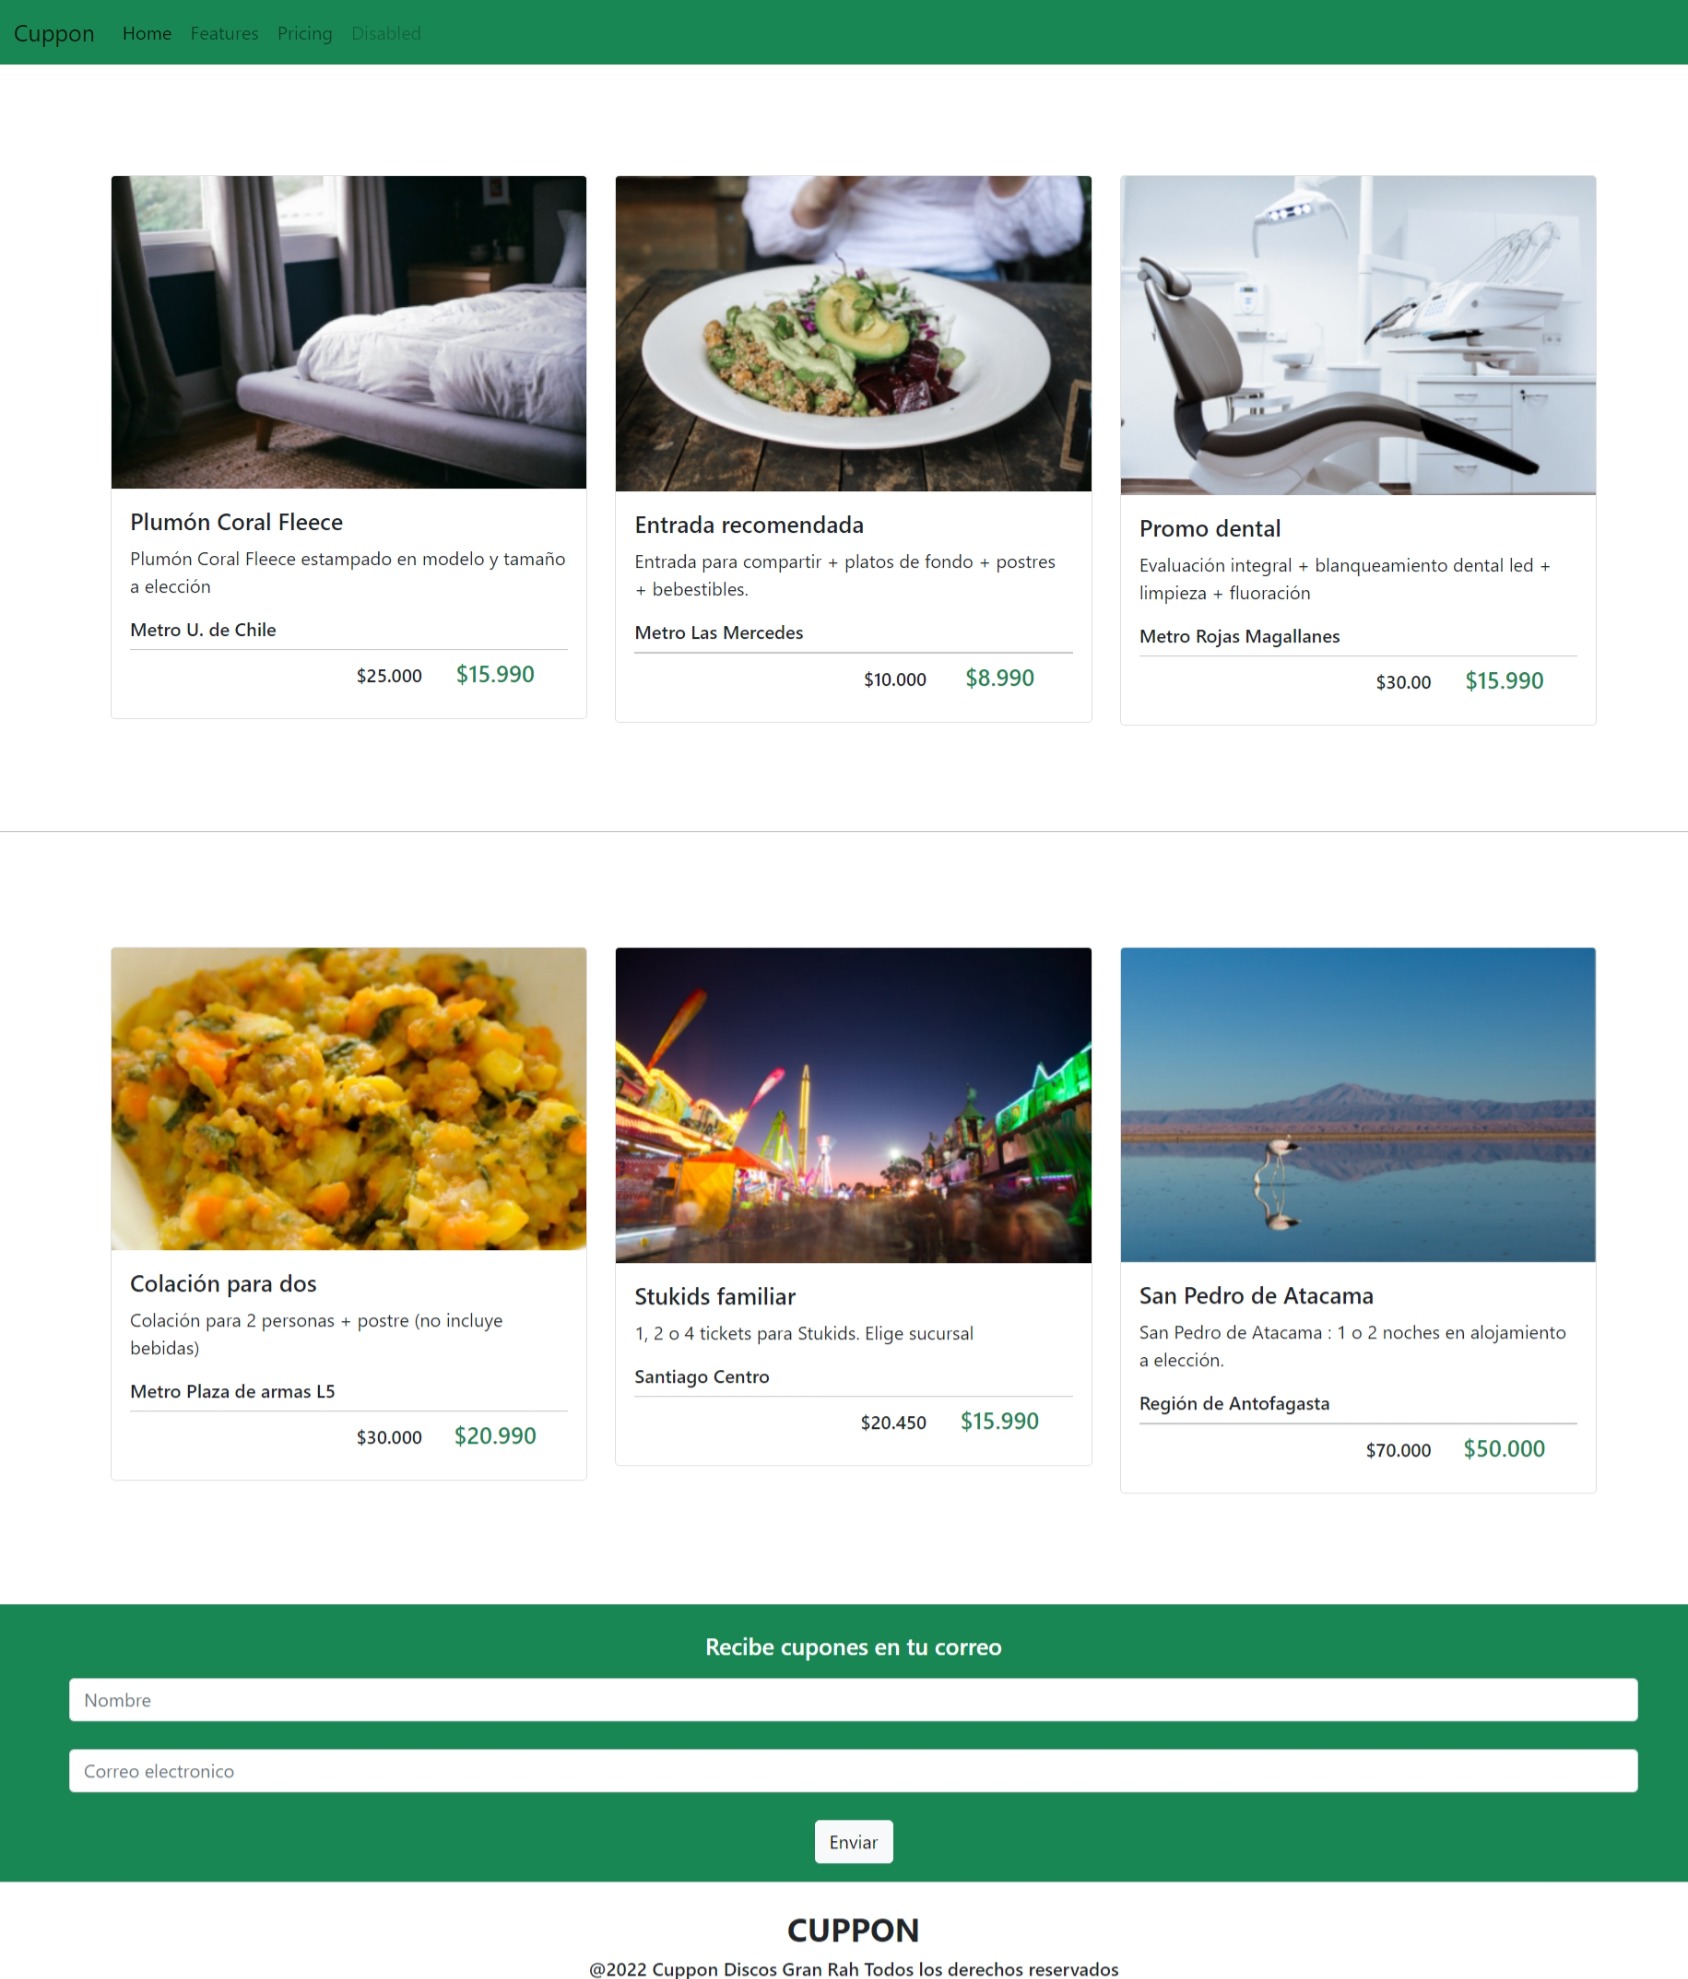 Cuppon Home Features Pricing Disabled
Plumón Coral Fleece
Plumón Coral Fleece estampado en modelo y tamaño
a elección
Metro U. de Chile
$25.000 $15.990
Entrada recomendada
Entrada para compartir + platos de fondo + postres
+ bebestibles.
Metro Las Mercedes
$10.000 $8.990
Promo dental
Evaluación integral + blanqueamiento dental led +
limpieza + fluoración
Metro Rojas Magallanes
$30.00 $15.990
Colación para dos
Colación para 2 personas + postre (no incluye
bebidas)
Metro Plaza de armas L5
$30.000 $20.990
Stukids familiar
1, 2 o 4 tickets para Stukids. Elige sucursal
Santiago Centro
$20.450 $15.990
San Pedro de Atacama
San Pedro de Atacama : 1 o 2 noches en alojamiento
a elección.
Región de Antofagasta
$70.000 $50.000
Recibe cupones en tu correo
Nombre
Correo electronico
Enviar
CUPPON
@2022 Cuppon Discos Gran Rah Todos los derechos reservados